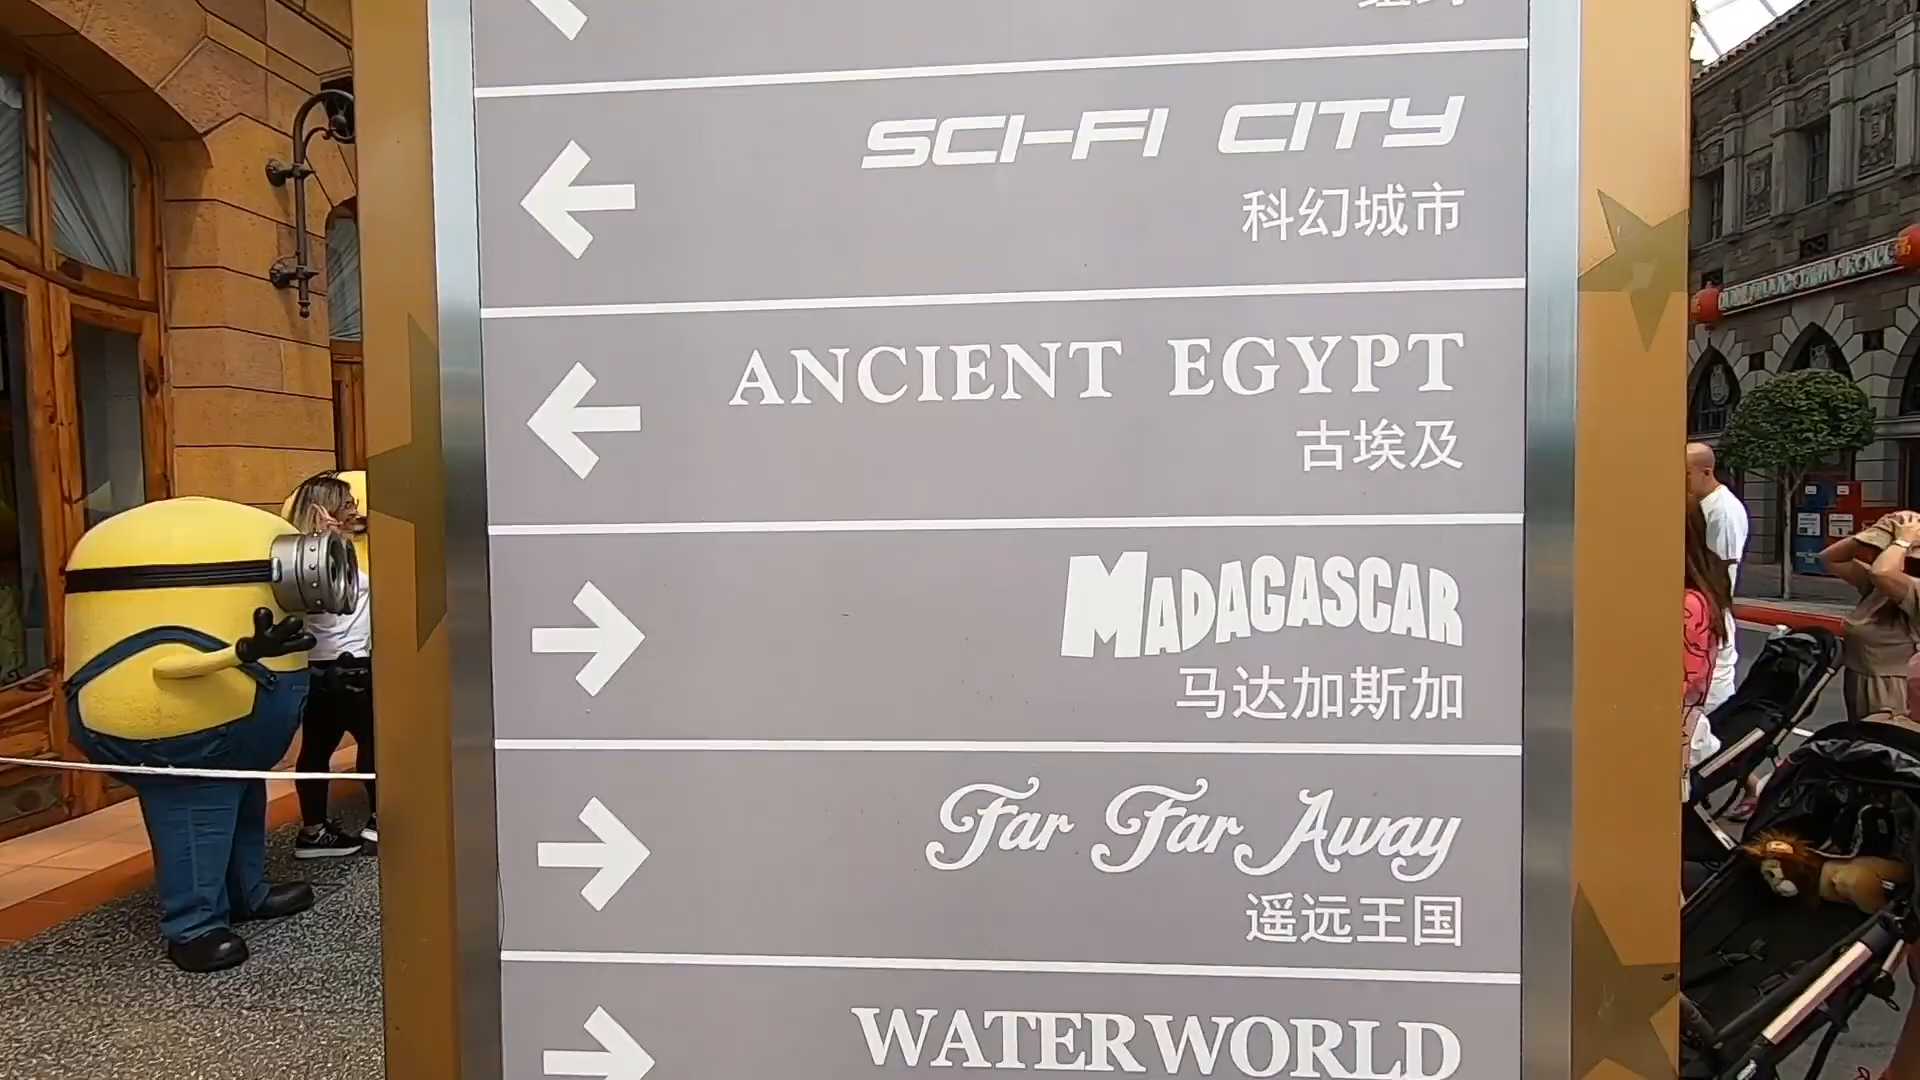 SCI-FI CITY
科幻城市
ANCIENT EGYPT
古埃及
MADAGASCAR
马达加斯加
Far Far Away
遥远王国
WATERWORLD